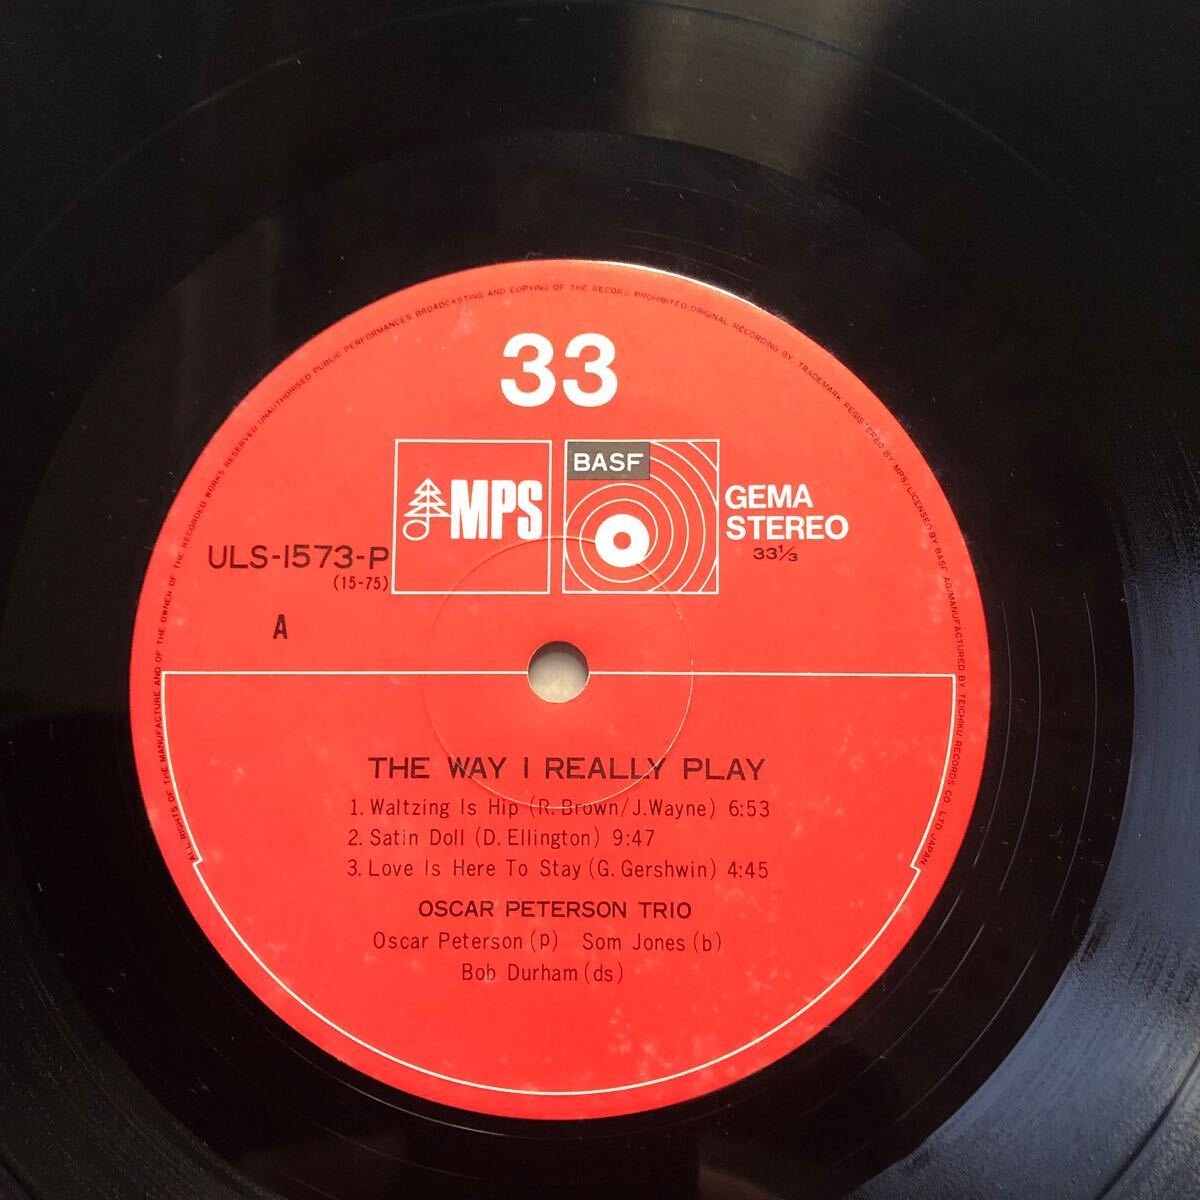 ALL RIGHTS OF THE MANUFACTURE AND OF THE OWNER OF THE RECORDED WORKS RESERVED UNAUTHORISED PUBLIC PERFORMANCES BROADCASTING AND COPYING OF THE RECORD PROHIBITED ORIGINAL RECORDING BY, TRADEMARK REGISTERED BY MPS/LICENSED BY BASF AG/MANUFACTURED BY TEICHIKU RECORDS CO., LTD JAPAN
33
MPS
BASF
GEMA
STEREO
33⅓
ULS-1573-P
(15-75)
A
THE WAY I REALLY PLAY
1. Waltzing Is Hip (R. Brown/J. Wayne) 6:53
2. Satin Doll (D. Ellington) 9:47
3. Love Is Here To Stay (G. Gershwin) 4:45
OSCAR PETERSON TRIO
Oscar Peterson (p) Som Jones (b)
Bob Durham (ds)